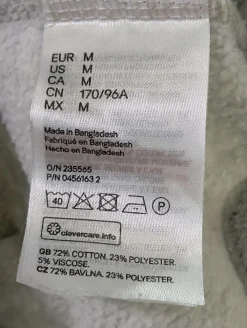 EUR M
US M
CA M
CN 170/96A
MX M
Made in Bangladesh
Fabriqué en Bangladesh
Hecho en Bangladesh
O/N 235565
P/N 0456163 2
40 P
clevercare.info
GB 72% COTTON. 23% POLYESTER.
5% VISCOSE.
CZ 72% BAVLNA. 23% POLYESTER.